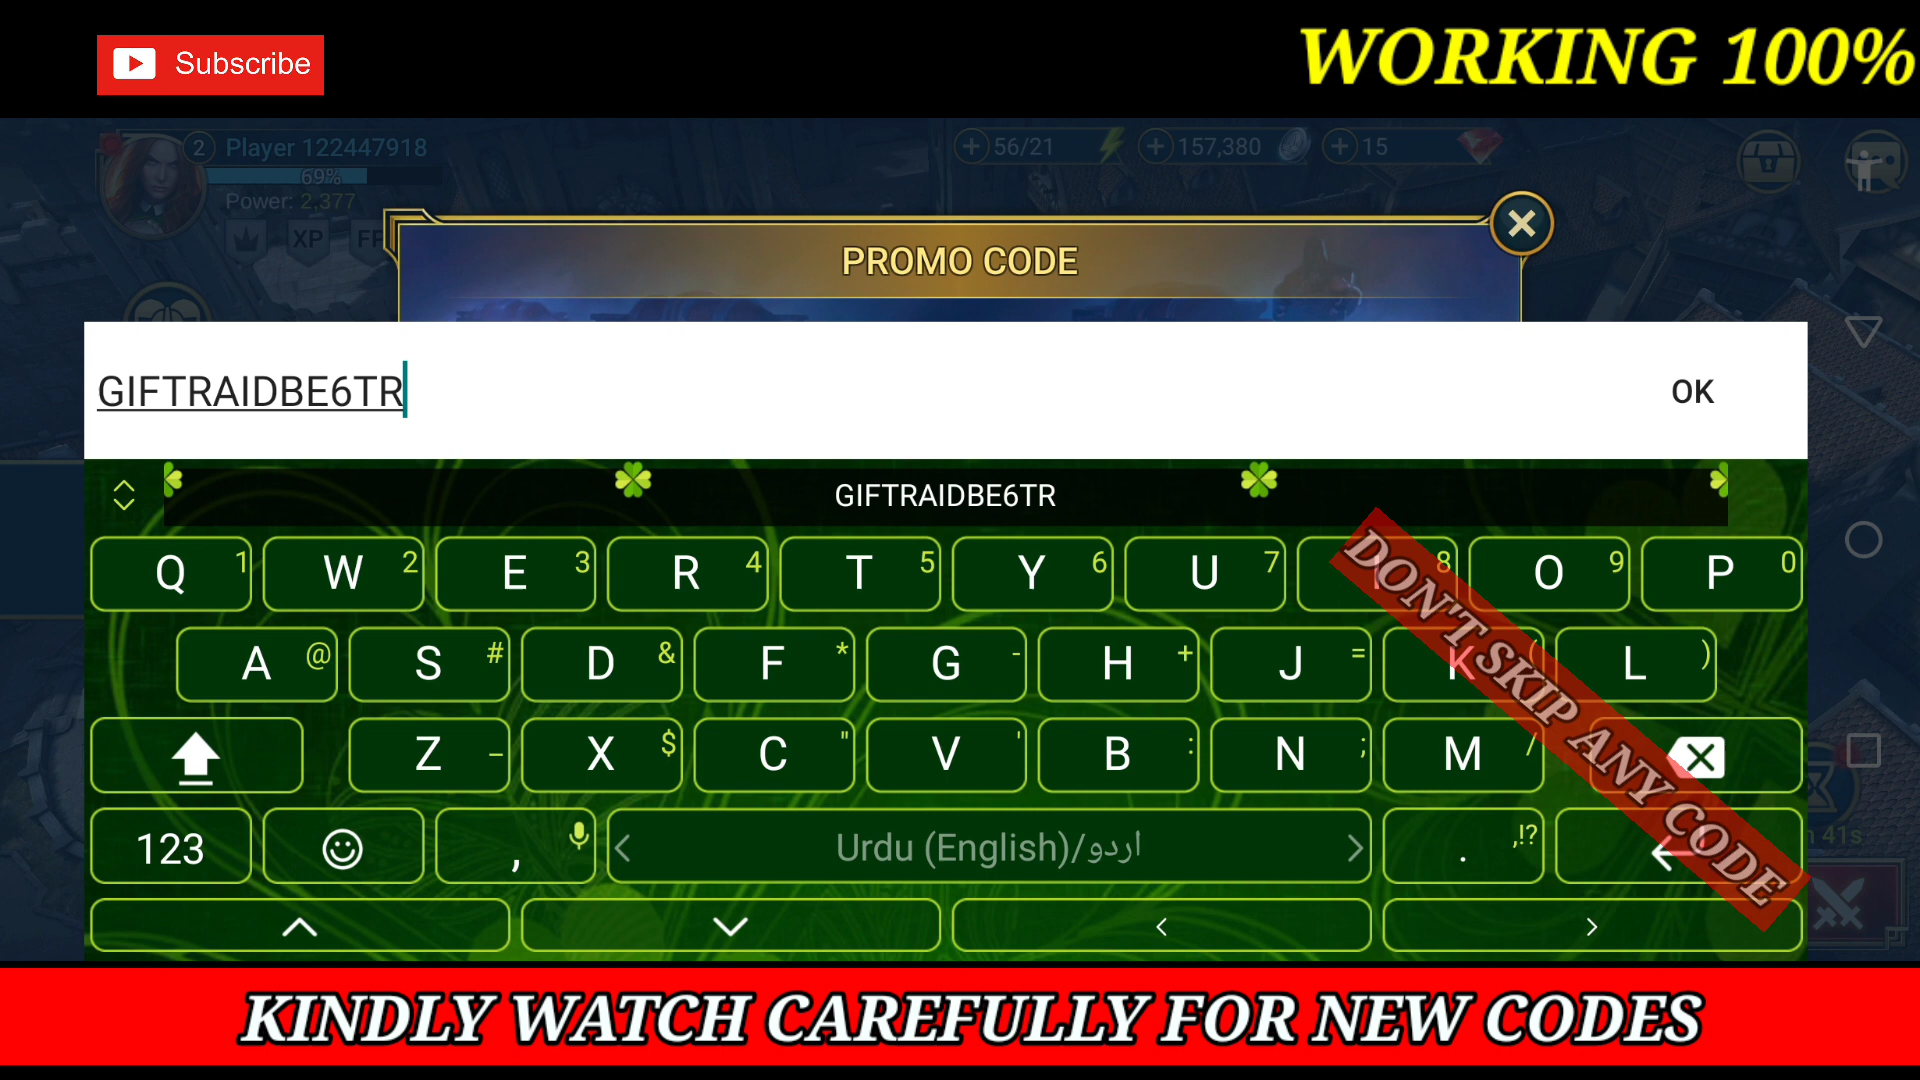 Subscribe
WORKING 100%
2 Player 122447918
56/21
157,380
15
69%
Power: 2,377
XP
PROMO CODE
GIFTRAIDBE6TR
OK
GIFTRAIDBE6TR
Q 1 W 2 E 3 R 4 T 5 Y 6 U 7 I 8 O 9 P 0
A @ S # D & F * G - H + J = K ( L )
Z _ X $ C " V ' B : N ; M /
123 , Urdu (English)/اردو . ,!?
DON'T SKIP ANY CODE
41s
KINDLY WATCH CAREFULLY FOR NEW CODES